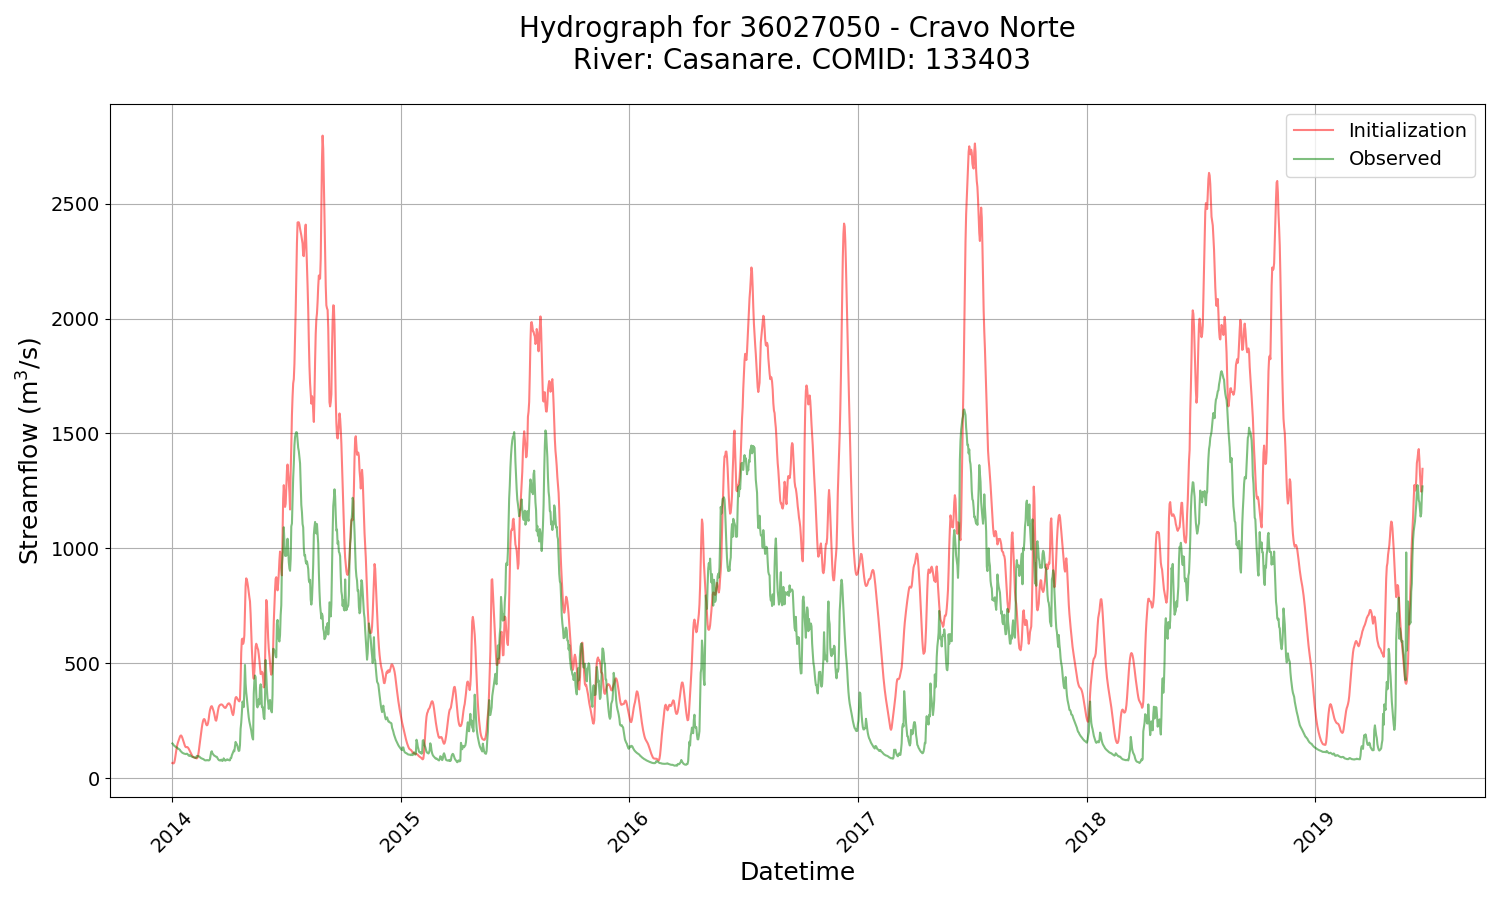 Hydrograph for 36027050 - Cravo Norte
River: Casanare. COMID: 133403
Initialization
Observed
Streamflow (m³/s)
2500
2000
1500
1000
500
0
2014
2015
2016
2017
2018
2019
Datetime